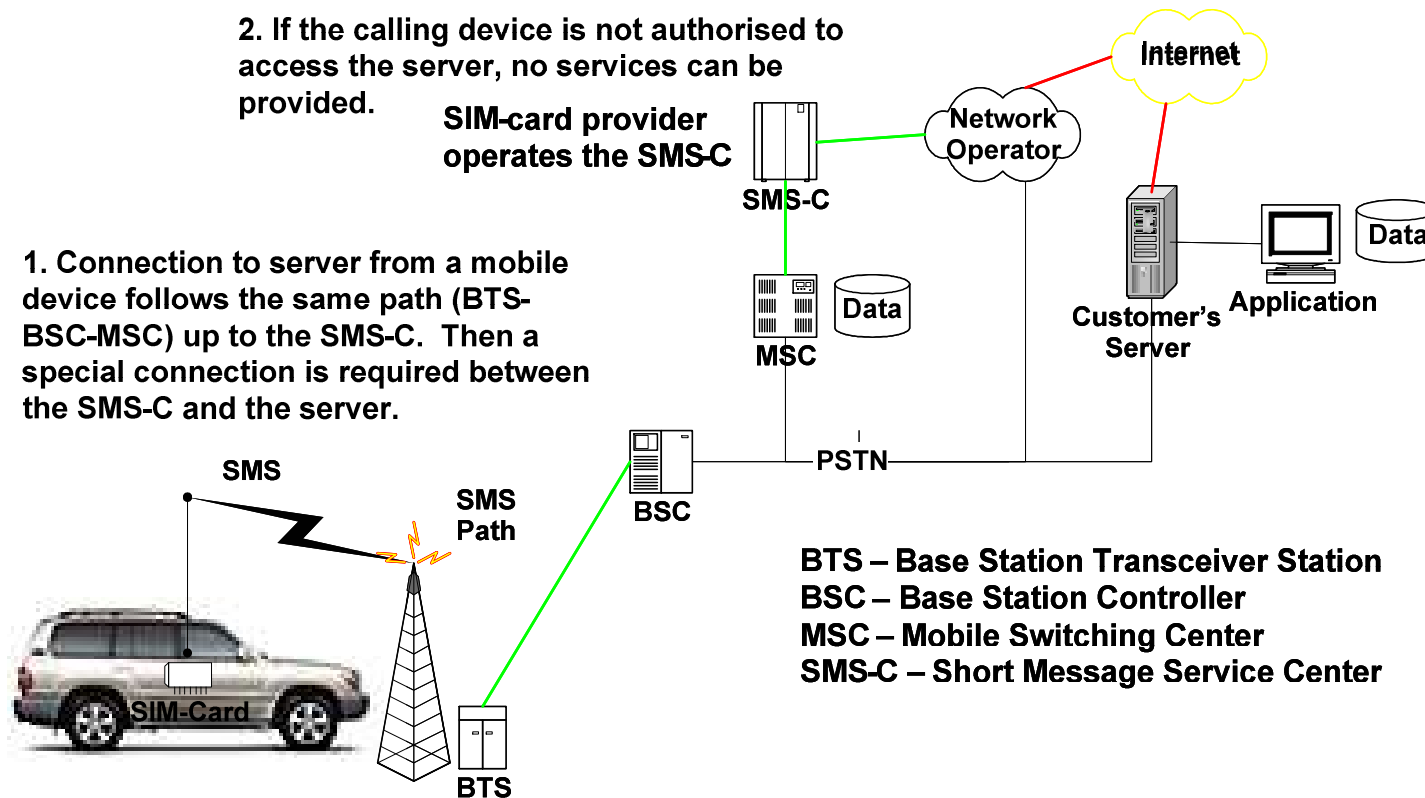 2. If the calling device is not authorised to
access the server, no services can be
provided.
SIM-card provider
operates the SMS-C
SMS-C
Network
Operator
Internet
1. Connection to server from a mobile
device follows the same path (BTS-
BSC-MSC) up to the SMS-C. Then a
special connection is required between
the SMS-C and the server.
MSC
Data
Customer's
Server
Application
Data
SMS
SMS
Path
BSC
PSTN
SIM-Card
BTS
BTS – Base Station Transceiver Station
BSC – Base Station Controller
MSC – Mobile Switching Center
SMS-C – Short Message Service Center